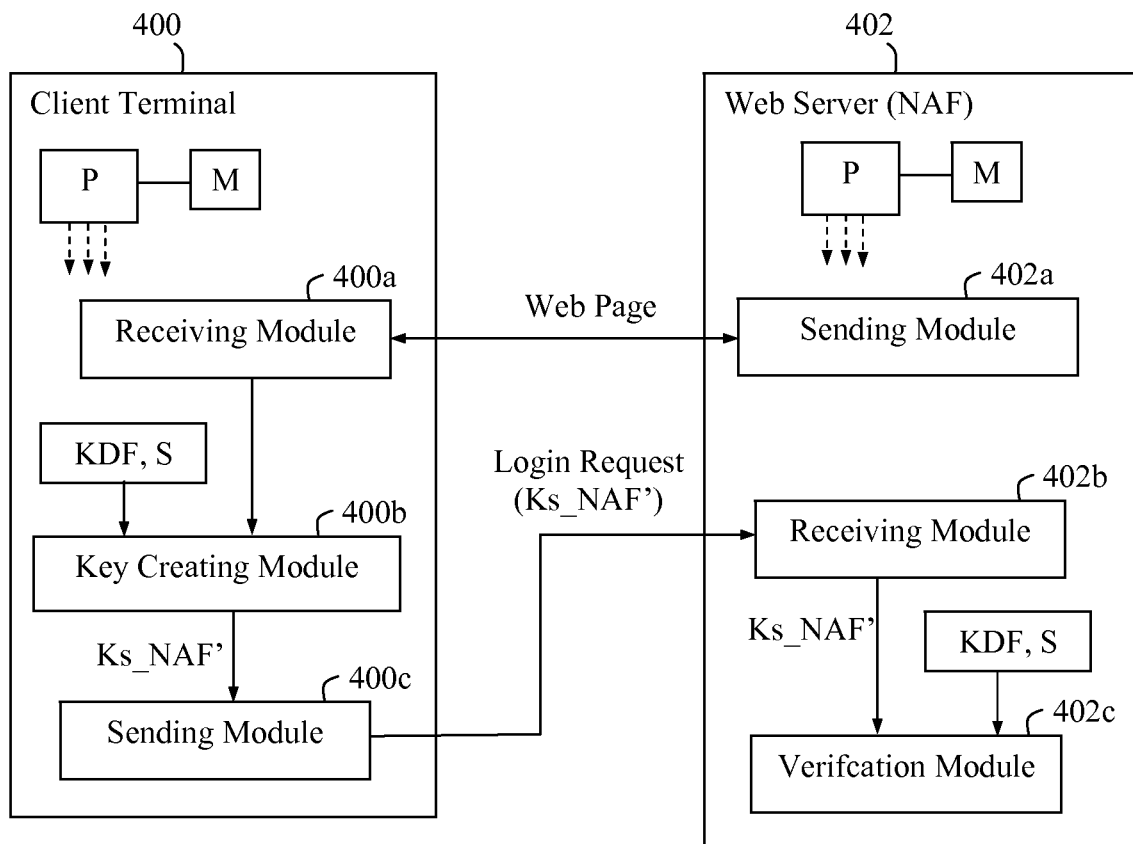 400
402
Client Terminal
Web Server (NAF)
P
M
P
M
400a
402a
Receiving Module
Web Page
Sending Module
KDF, S
Login Request
(Ks_NAF’)
400b
402b
Key Creating Module
Receiving Module
Ks_NAF’
Ks_NAF’
KDF, S
400c
402c
Sending Module
Verifcation Module